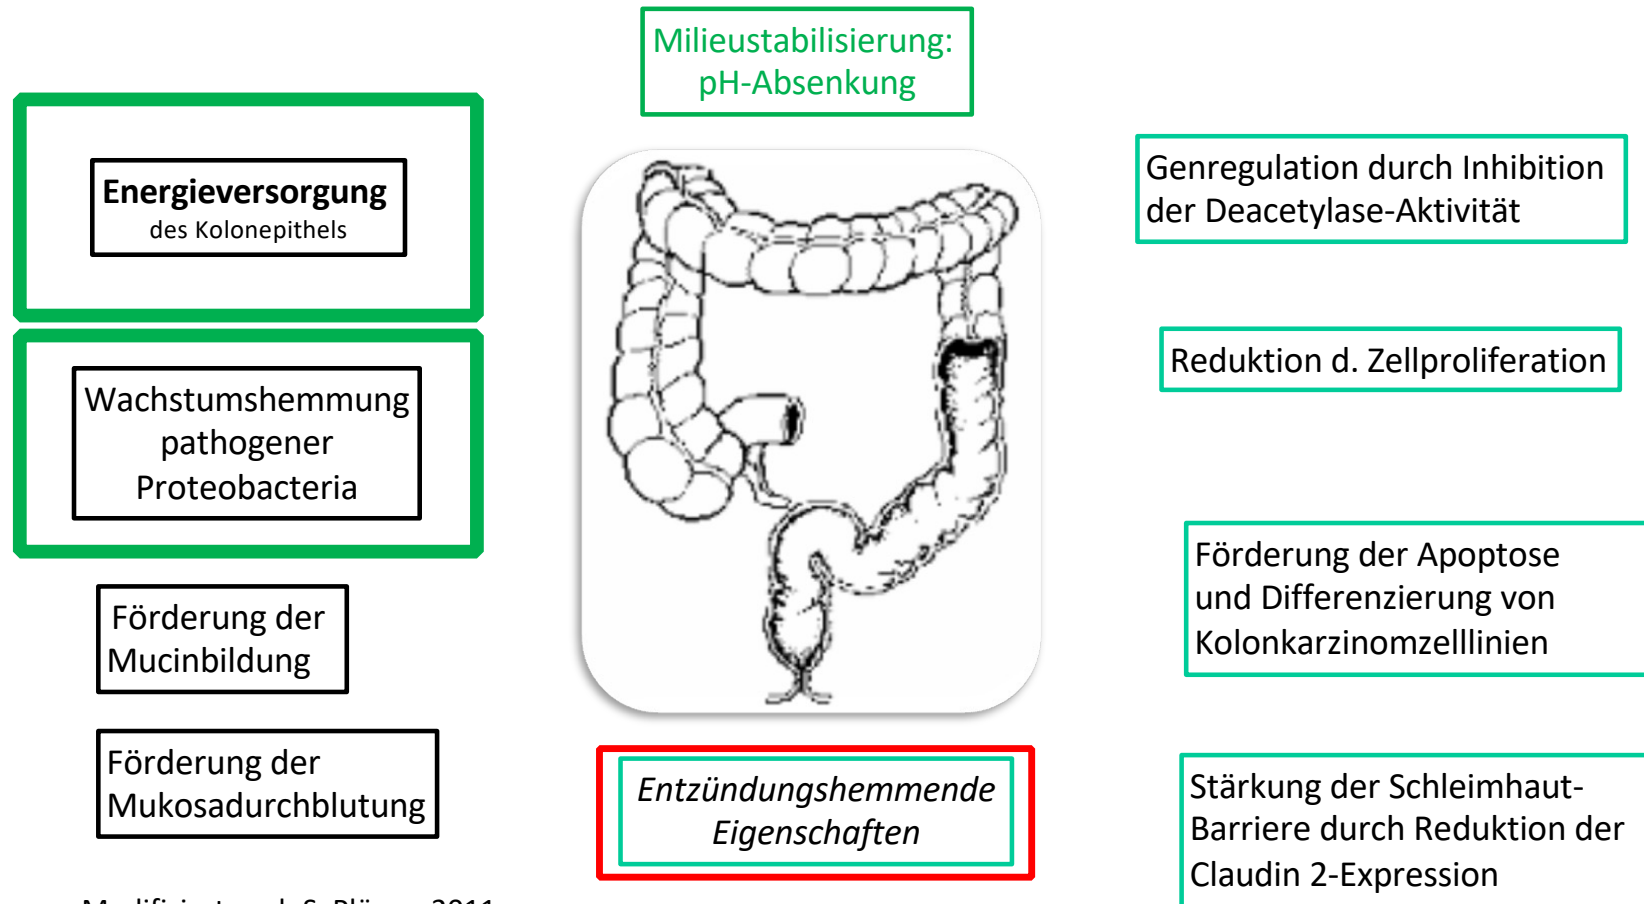 Milieustabilisierung:
pH-Absenkung
Energieversorgung
des Kolonepithels
Wachstumshemmung
pathogener
Proteobacteria
Förderung der
Mucinbildung
Förderung der
Mukosadurchblutung
Entzündungshemmende
Eigenschaften
Genregulation durch Inhibition
der Deacetylase-Aktivität
Reduktion d. Zellproliferation
Förderung der Apoptose
und Differenzierung von
Kolonkarzinomzelllinien
Stärkung der Schleimhaut-
Barriere durch Reduktion der
Claudin 2-Expression